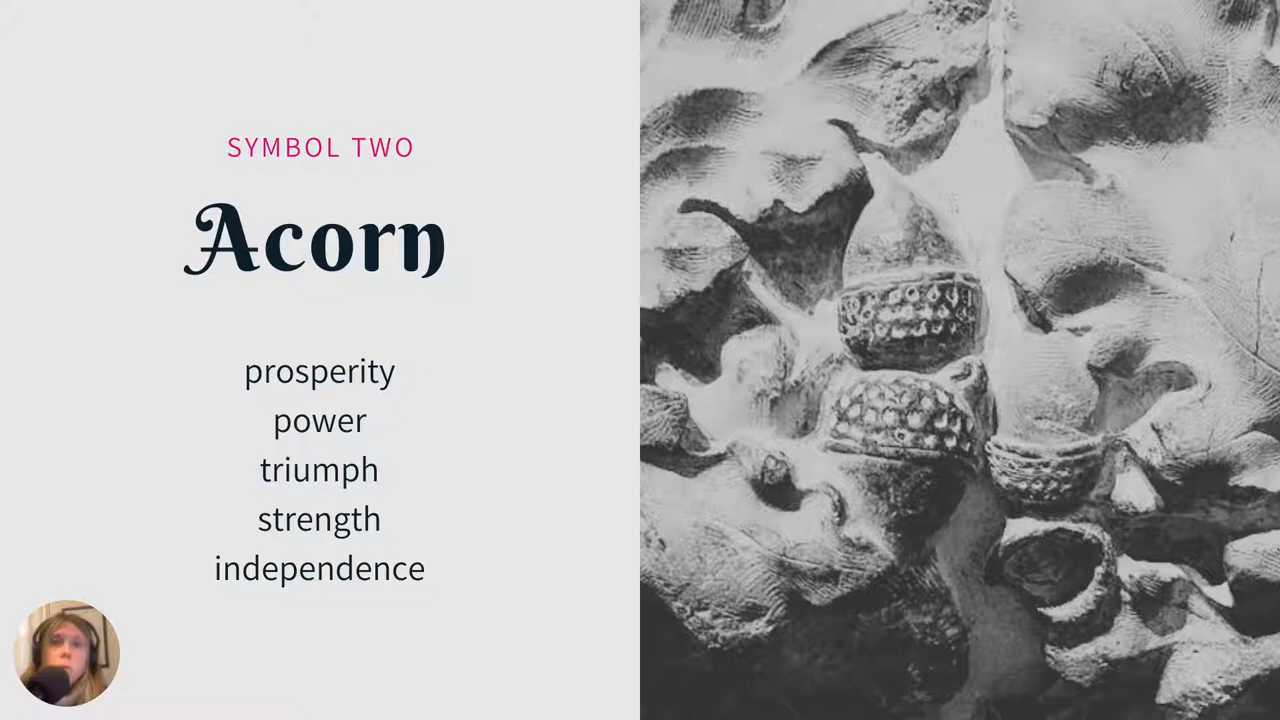 SYMBOL TWO
Acorn
prosperity
power
triumph
strength
independence